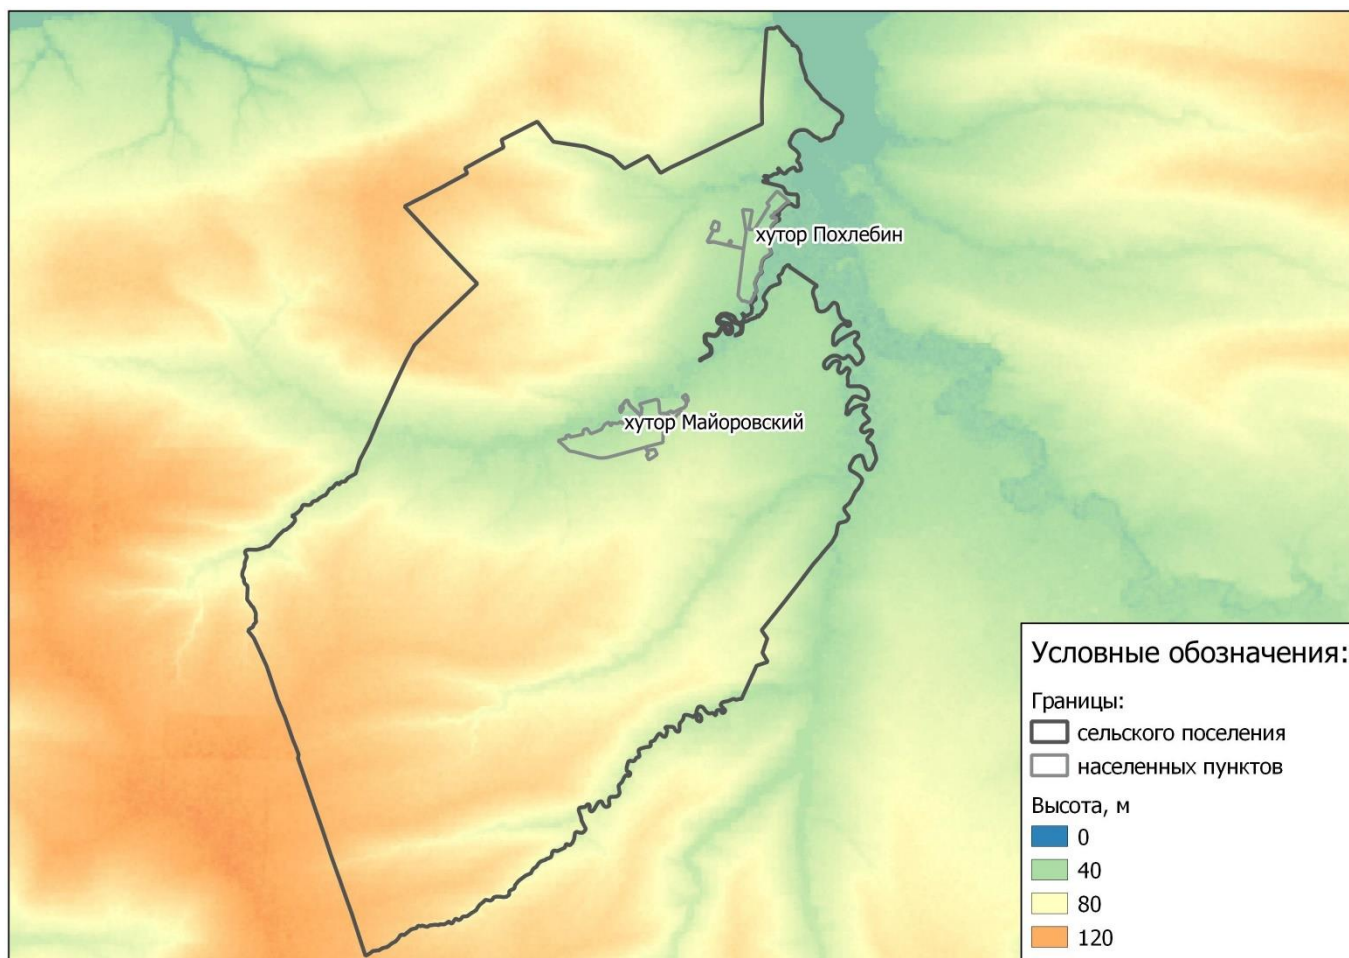 хутор Похлебин
хутор Майоровский
Условные обозначения:
Границы:
сельского поселения
населенных пунктов
Высота, м
0
40
80
120